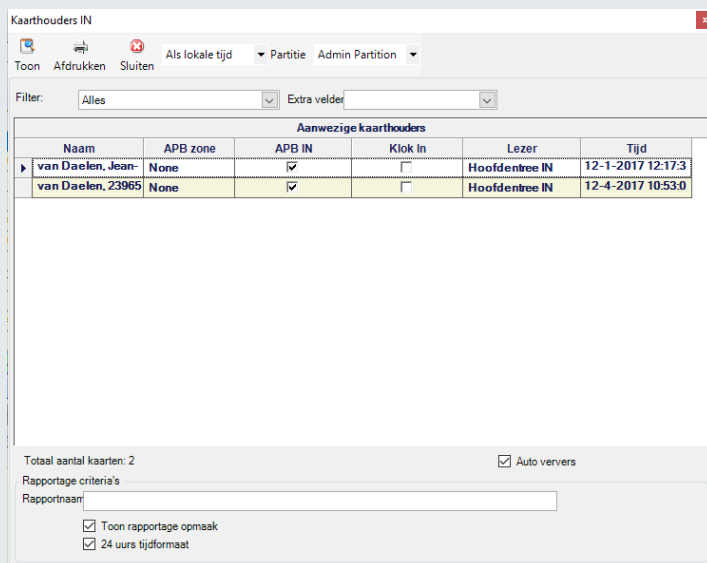 Kaarthouders IN
x
Toon Afdrukken Sluiten Als lokale tijd Partitie Admin Partition
Filter: Alles Extra velder
Aanwezige kaarthouders
Naam APB zone APB IN Klok In Lezer Tijd
van Daelen, Jean- None Hoofdentree IN 12-1-2017 12:17:3
van Daelen, 23965 None Hoofdentree IN 12-4-2017 10:53:0
Totaal aantal kaarten: 2 Auto ververs
Rapportage criteria's
Rapportnaam
Toon rapportage opmaak
24 uurs tijdformaat